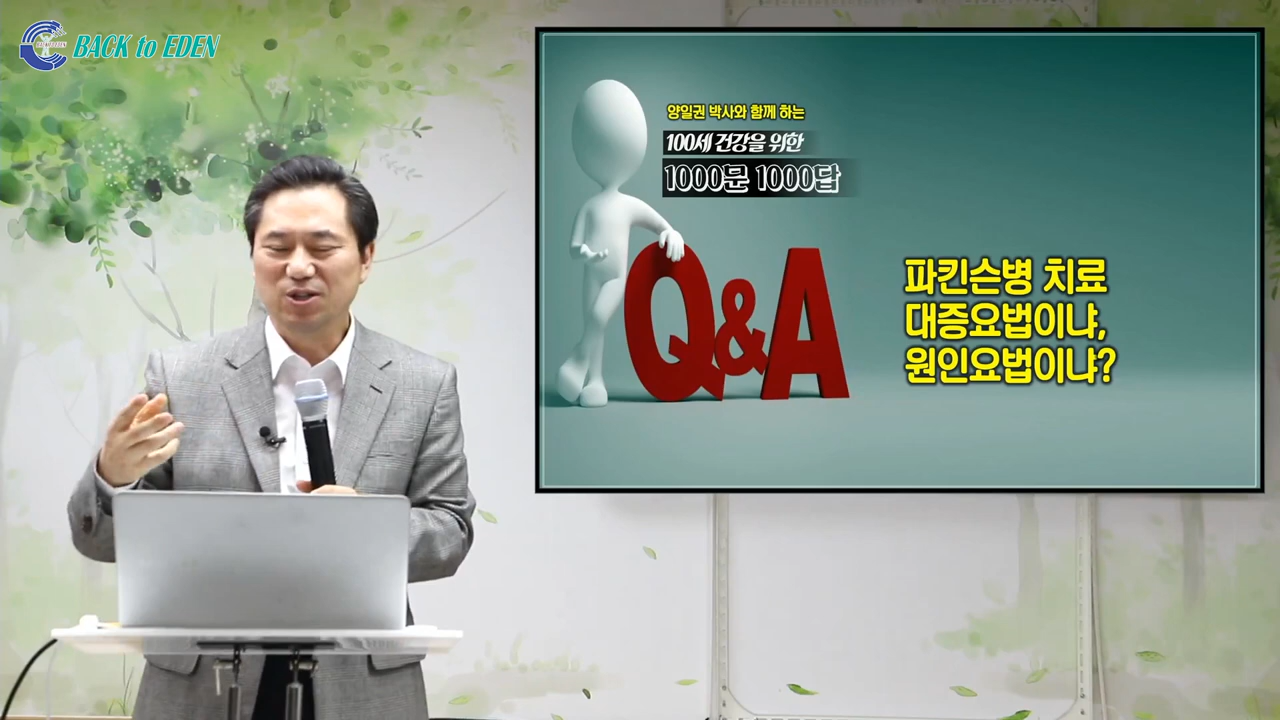 BACK to EDEN
양일권 박사와 함께 하는
100세 건강을 위한
1000문 1000답
Q&A
파킨슨병 치료
대증요법이냐,
원인요법이냐?